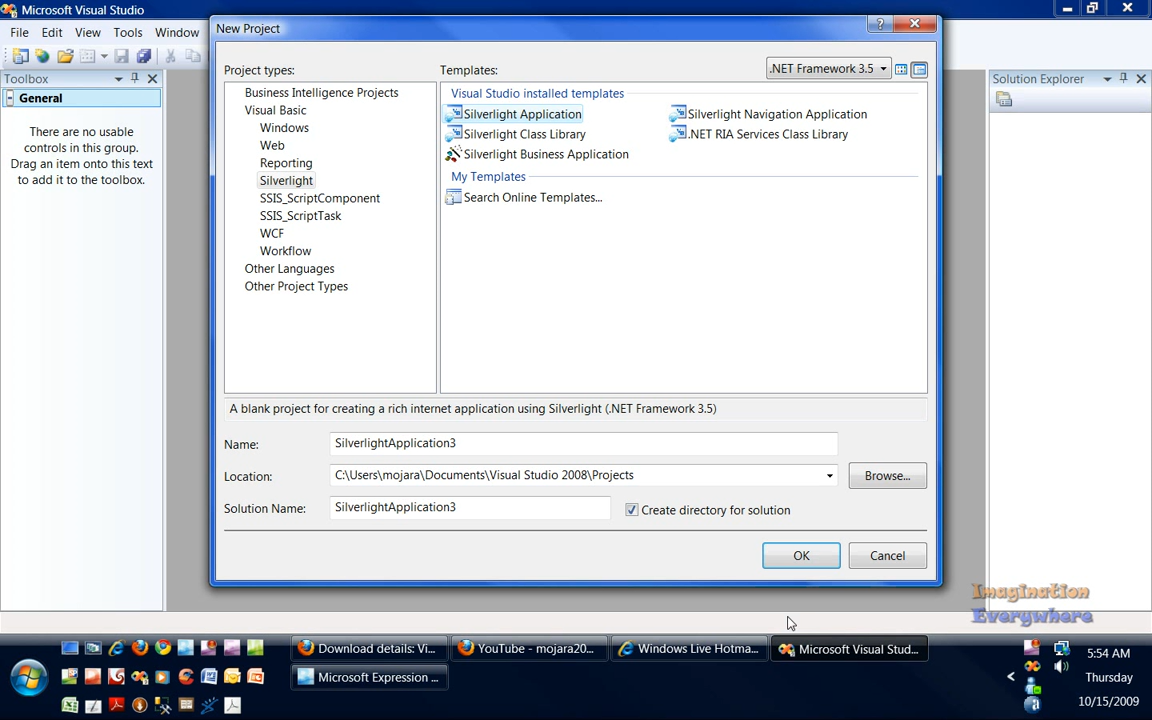 Microsoft Visual Studio
File Edit View Tools Window
Toolbox
General
There are no usable
controls in this group.
Drag an item onto this text
to add it to the toolbox.
New Project
Project types:
Business Intelligence Projects
Visual Basic
Windows
Web
Reporting
Silverlight
SSIS_ScriptComponent
SSIS_ScriptTask
WCF
Workflow
Other Languages
Other Project Types
Templates:
.NET Framework 3.5
Visual Studio installed templates
Silverlight Application
Silverlight Navigation Application
Silverlight Class Library
.NET RIA Services Class Library
Silverlight Business Application
My Templates
Search Online Templates...
A blank project for creating a rich internet application using Silverlight (.NET Framework 3.5)
Name: SilverlightApplication3
Location: C:\Users\mojara\Documents\Visual Studio 2008\Projects
Browse...
Solution Name: SilverlightApplication3
Create directory for solution
OK Cancel
Solution Explorer
Imagination
Everywhere
Download details: Vi...
YouTube - mojara20...
Windows Live Hotma...
Microsoft Visual Stud...
Microsoft Expression ...
5:54 AM
Thursday
10/15/2009